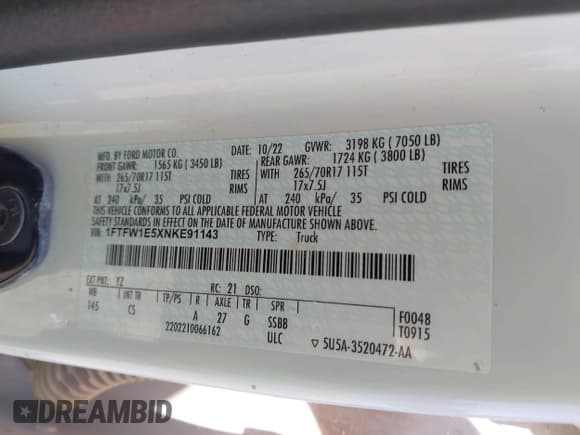 MFD. BY FORD MOTOR CO. DATE: 10/22 GVWR: 3198 KG ( 7050 LB)
FRONT GAWR: 1565 KG ( 3450 LB) REAR GAWR: 1724 KG ( 3800 LB)
WITH 265/70R17 115T TIRES WITH 265/70R17 115T TIRES
17x7.5J RIMS 17x7.5J RIMS
AT 240 kPa/ 35 PSI COLD AT 240 kPa/ 35 PSI COLD
THIS VEHICLE CONFORMS TO ALL APPLICABLE FEDERAL MOTOR VEHICLE
SAFETY STANDARDS IN EFFECT ON THE DATE OF MANUFACTURE SHOWN ABOVE.
VIN: 1FTFW1E5XNKE91143 TYPE: Truck
EXT PNT: YZ RC: 21 DSO:
WB TP/PS R AXLE TR SPR F0048
145 CS A 27 G SSBB T0915
2202210066162 ULC ▽ 5U5A-3520472-AA
DREAMBID